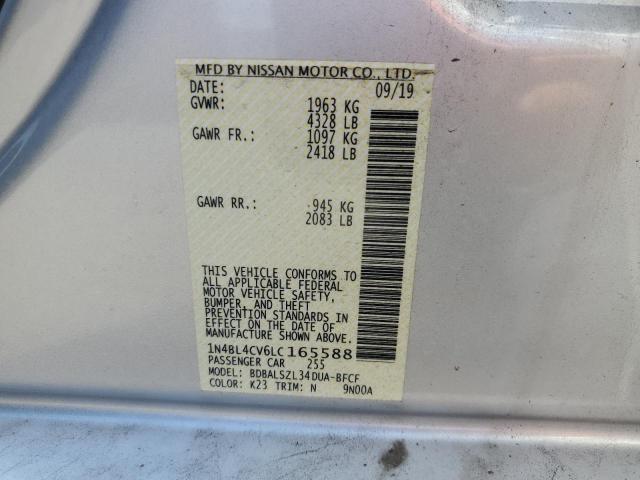 MFD BY NISSAN MOTOR CO., LTD.
DATE: 09/19
GVWR: 1963 KG
4328 LB
GAWR FR.: 1097 KG
2418 LB
GAWR RR.: 945 KG
2083 LB
THIS VEHICLE CONFORMS TO
ALL APPLICABLE FEDERAL
MOTOR VEHICLE SAFETY,
BUMPER, AND THEFT
PREVENTION STANDARDS IN
EFFECT ON THE DATE OF
MANUFACTURE SHOWN ABOVE.
1N4BL4CV6LC165588
PASSENGER CAR 255
MODEL: BDBALSZL34DUA-BFCF
COLOR: K23 TRIM: N 9N00A